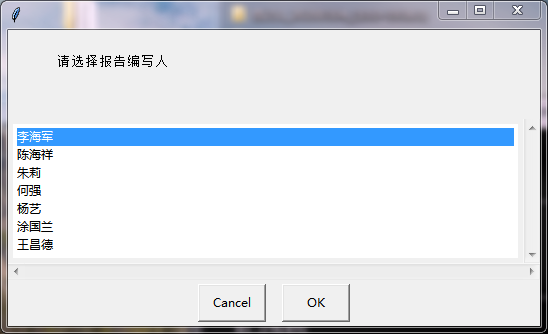 请选择报告编写人
李海军
陈海祥
朱莉
何强
杨艺
涂国兰
王昌德
Cancel
OK